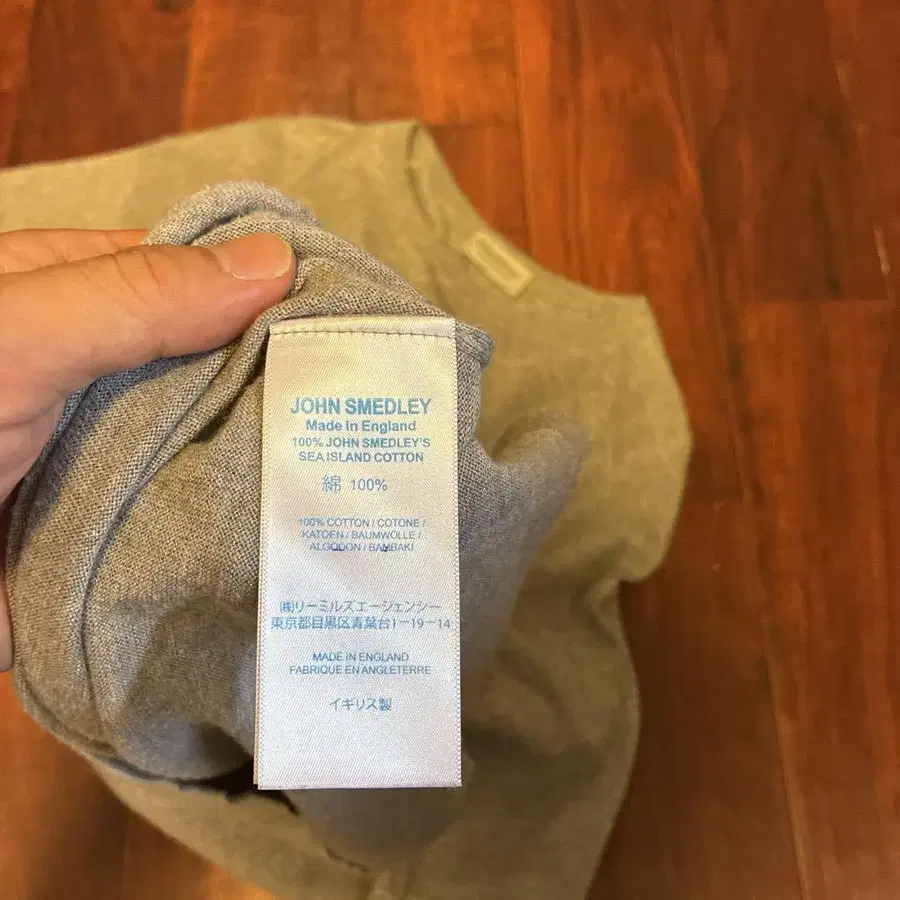 JOHN SMEDLEY
Made in England
100% JOHN SMEDLEY'S
SEA ISLAND COTTON
綿 100%
100% COTTON / COTONE /
KATOEN / BAUMWOLLE /
ALGODON / BAMBAKI
㈱リーミルズエージェンシー
東京都目黒区青葉台1-19-14
MADE IN ENGLAND
FABRIQUE EN ANGLETERRE
イギリス製